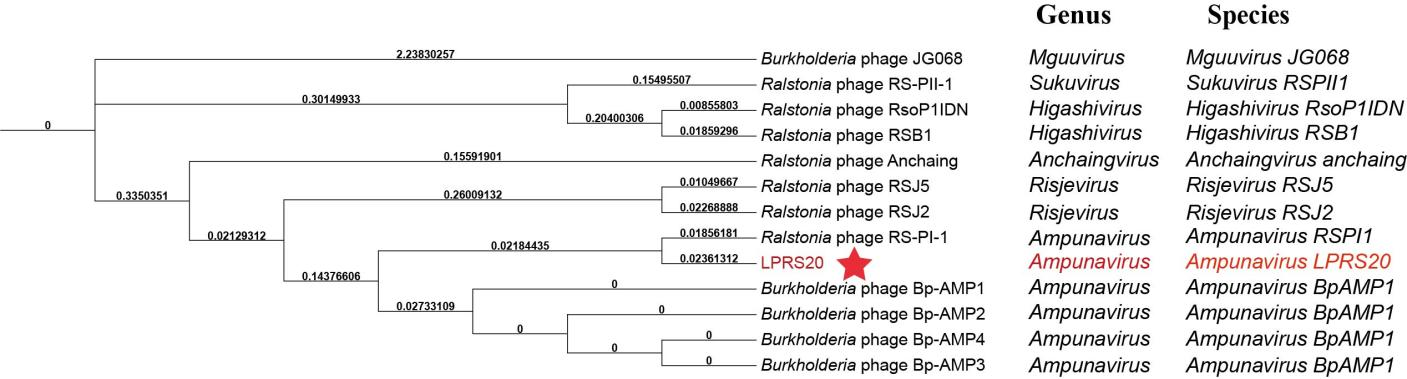 Genus Species
2.23830257
Burkholderia phage JG068 Mguuvirus Mguuvirus JG068
0.15495507
Ralstonia phage RS-PII-1 Sukuvirus Sukuvirus RSPII1
0.30149933
0.00855803
Ralstonia phage RsoP1IDN Higashivirus Higashivirus RsoP1IDN
0.20400306
0
0.01859296
Ralstonia phage RSB1 Higashivirus Higashivirus RSB1
0.15591901
Ralstonia phage Anchaing Anchaingvirus Anchaingvirus anchaing
0.01049667
Ralstonia phage RSJ5 Risjevirus Risjevirus RSJ5
0.3350351
0.26009132
0.02268888
Ralstonia phage RSJ2 Risjevirus Risjevirus RSJ2
0.02129312
0.01856181
Ralstonia phage RS-PI-1 Ampunavirus Ampunavirus RSPI1
0.02184435
0.02361312
LPRS20 Ampunavirus Ampunavirus LPRS20
0.14376606
0
Burkholderia phage Bp-AMP1 Ampunavirus Ampunavirus BpAMP1
0.02733109
0
Burkholderia phage Bp-AMP2 Ampunavirus Ampunavirus BpAMP1
0
0
Burkholderia phage Bp-AMP4 Ampunavirus Ampunavirus BpAMP1
0
0
Burkholderia phage Bp-AMP3 Ampunavirus Ampunavirus BpAMP1